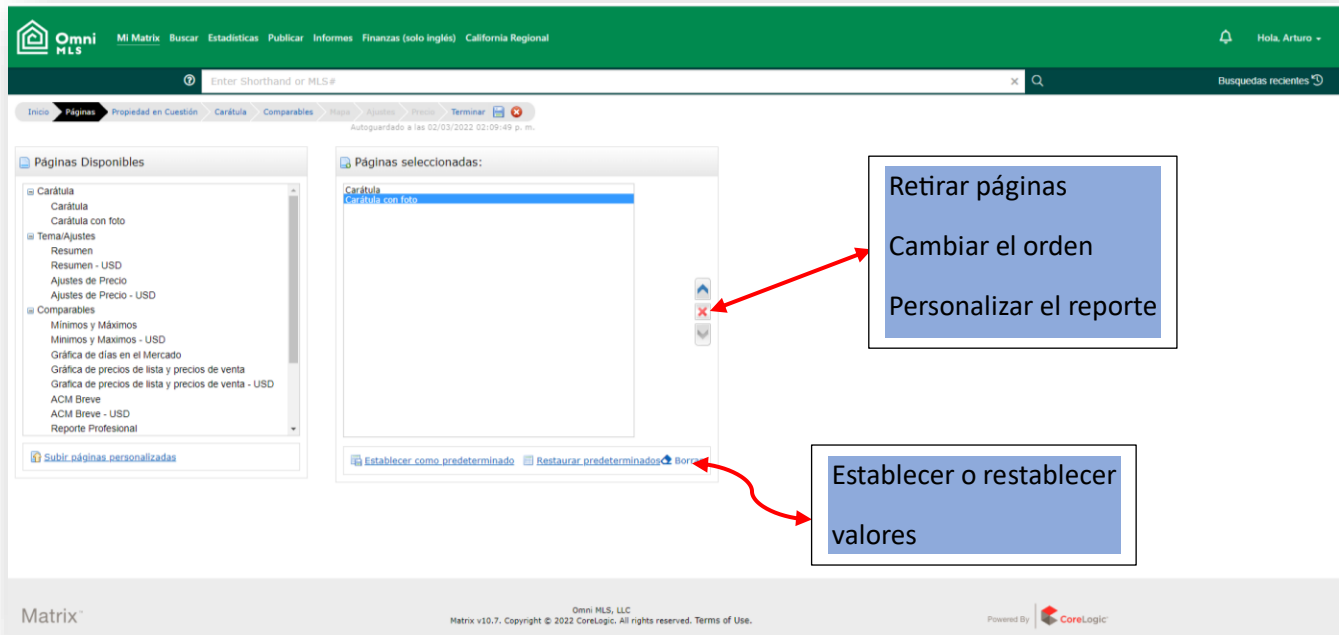 Omni
MLS
Mi Matrix Buscar Estadísticas Publicar Informes Finanzas (solo inglés) California Regional
Hola, Arturo
Enter Shorthand or MLS#
Busquedas recientes
Inicio Páginas Propiedad en Cuestión Carátula Comparables Mapa Ajustes Precio Terminar
Autoguardado a las 02/03/2022 02:09:49 p. m.
Páginas Disponibles
Carátula
Carátula
Carátula con foto
Tema/Ajustes
Resumen
Resumen - USD
Ajustes de Precio
Ajustes de Precio - USD
Comparables
Mínimos y Máximos
Minimos y Maximos - USD
Gráfica de días en el Mercado
Gráfica de precios de lista y precios de venta
Grafica de precios de lista y precios de venta - USD
ACM Breve
ACM Breve - USD
Reporte Profesional
Subir páginas personalizadas
Páginas seleccionadas:
Carátula
Carátula con foto
Establecer como predeterminado Restaurar predeterminados Borrar
Retirar páginas
Cambiar el orden
Personalizar el reporte
Establecer o restablecer
valores
Matrix™
Omni MLS, LLC
Matrix v10.7. Copyright © 2022 CoreLogic. All rights reserved. Terms of Use.
Powered By CoreLogic